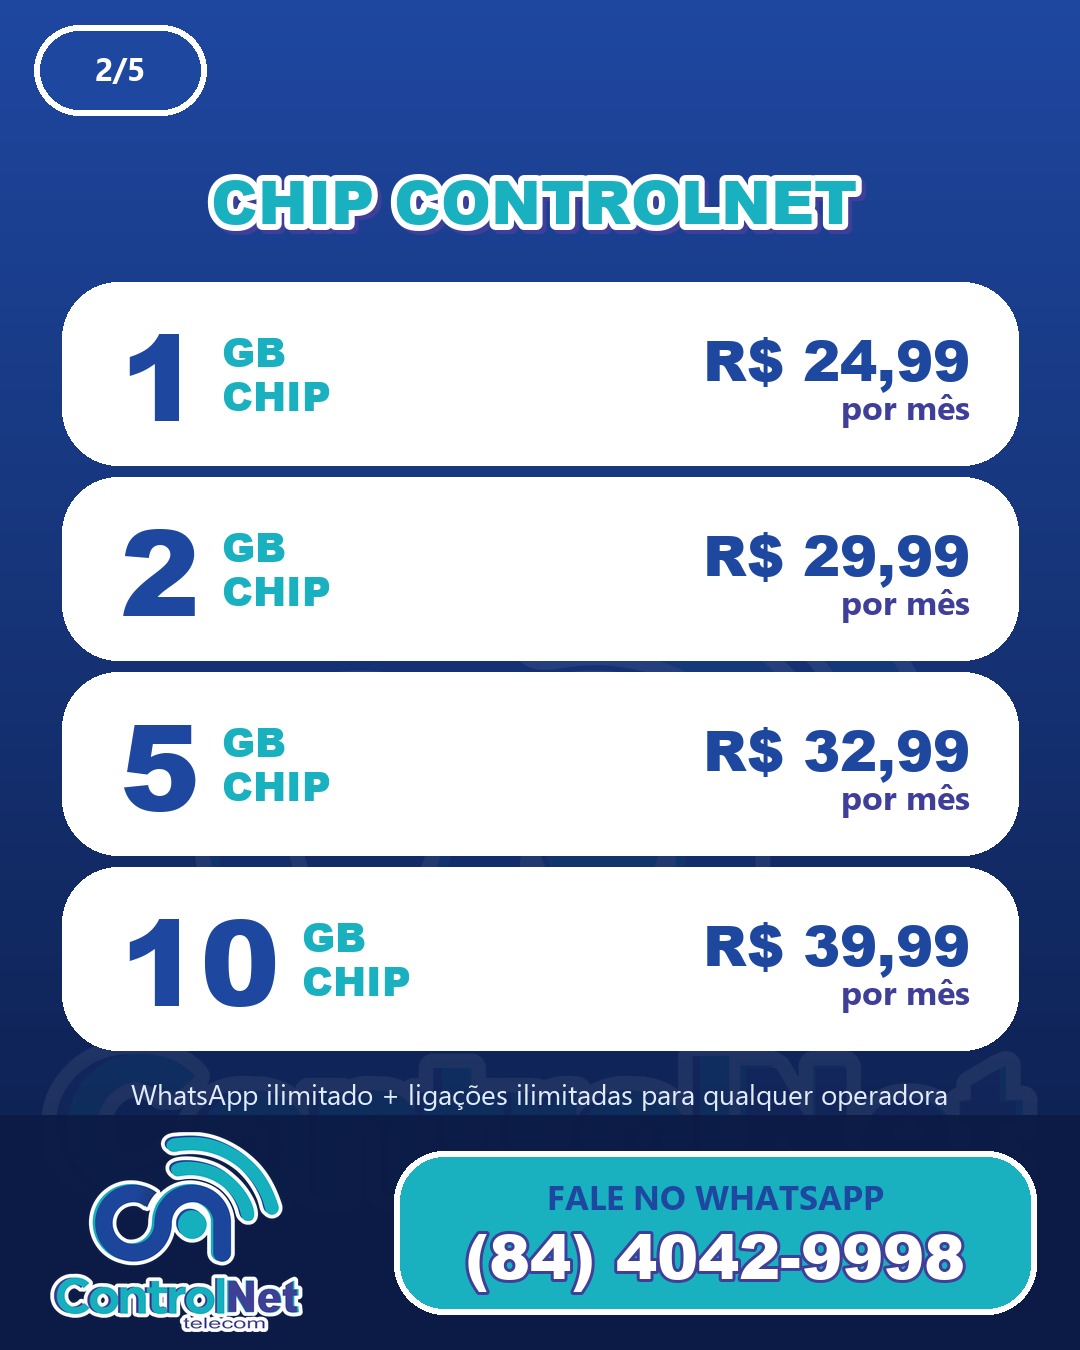 2/5
CHIP CONTROLNET
1 GB CHIP
R$ 24,99
por mês
2 GB CHIP
R$ 29,99
por mês
5 GB CHIP
R$ 32,99
por mês
10 GB CHIP
R$ 39,99
por mês
WhatsApp ilimitado + ligações ilimitadas para qualquer operadora
ControlNet
telecom
FALE NO WHATSAPP
(84) 4042-9998